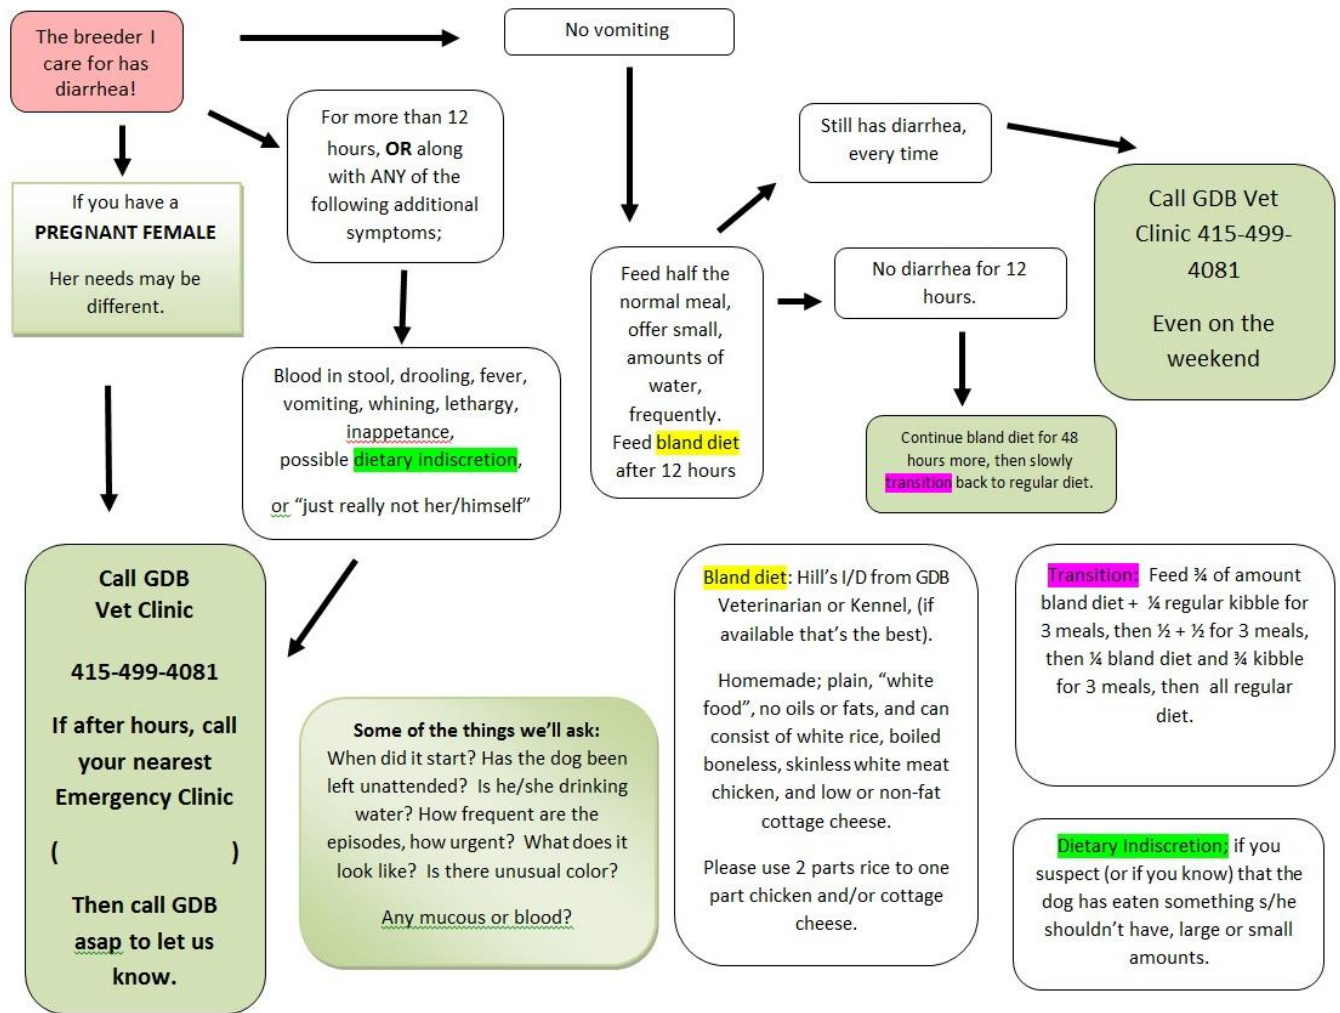 The breeder I
care for has
diarrhea!
No vomiting
For more than 12
hours, OR along
with ANY of the
following additional
symptoms;
Still has diarrhea,
every time
Call GDB Vet
Clinic 415-499-
4081
Even on the
weekend
If you have a
PREGNANT FEMALE
Her needs may be
different.
Feed half the
normal meal,
offer small,
amounts of
water,
frequently.
Feed bland diet
after 12 hours
No diarrhea for 12
hours.
Blood in stool, drooling, fever,
vomiting, whining, lethargy,
inappetance,
possible dietary indiscretion,
or “just really not her/himself”
Continue bland diet for 48
hours more, then slowly
transition back to regular diet.
Call GDB
Vet Clinic
415-499-4081
If after hours, call
your nearest
Emergency Clinic
( )
Then call GDB
asap to let us
know.
Some of the things we’ll ask:
When did it start? Has the dog been
left unattended? Is he/she drinking
water? How frequent are the
episodes, how urgent? What does it
look like? Is there unusual color?
Any mucous or blood?
Bland diet: Hill’s I/D from GDB
Veterinarian or Kennel, (if
available that’s the best).
Homemade; plain, “white
food”, no oils or fats, and can
consist of white rice, boiled
boneless, skinless white meat
chicken, and low or non-fat
cottage cheese.
Please use 2 parts rice to one
part chicken and/or cottage
cheese.
Transition: Feed ¾ of amount
bland diet + ¼ regular kibble for
3 meals, then ½ + ½ for 3 meals,
then ¼ bland diet and ¾ kibble
for 3 meals, then all regular
diet.
Dietary Indiscretion; if you
suspect (or if you know) that the
dog has eaten something s/he
shouldn’t have, large or small
amounts.